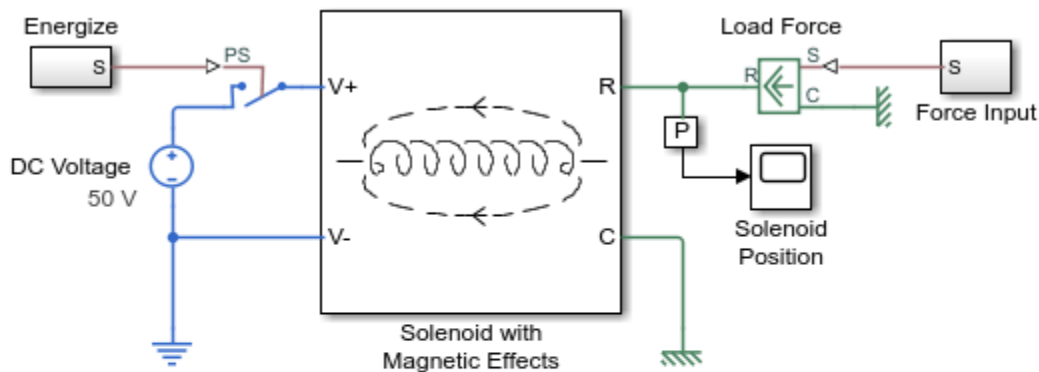 Energize
S
PS
DC Voltage
50 V
+
-
V+
V-
R
C
Solenoid with
Magnetic Effects
P
Solenoid
Position
Load Force
R
S
C
S
Force Input